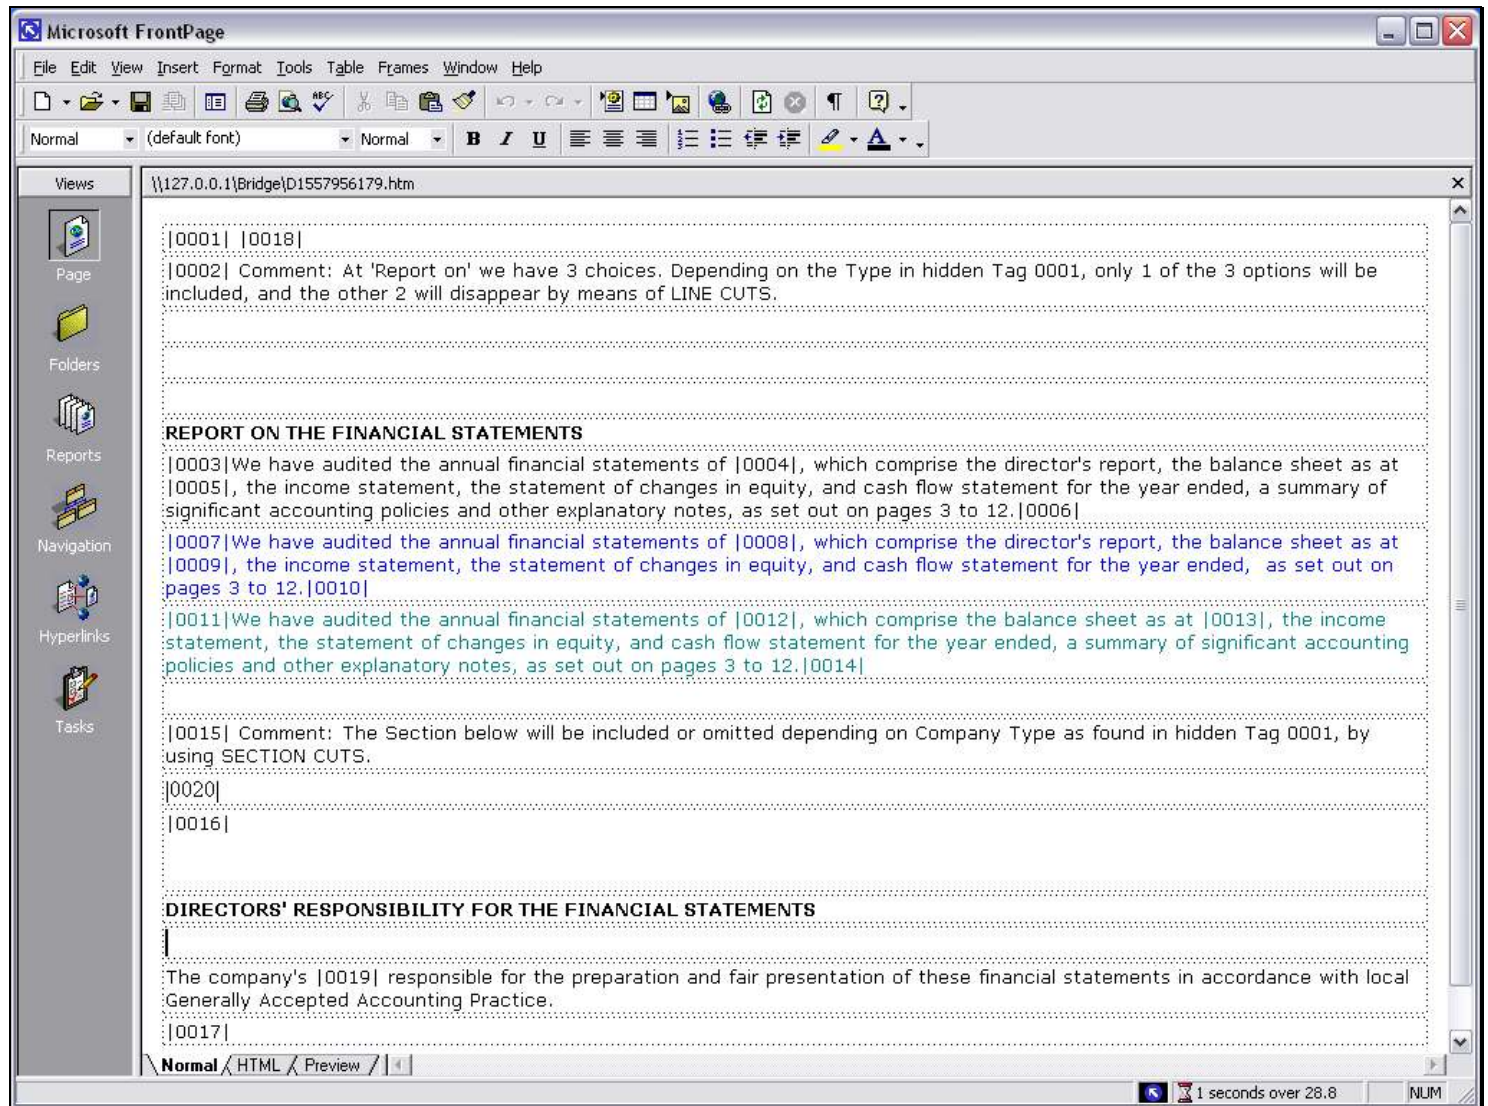 Microsoft FrontPage
File Edit View Insert Format Tools Table Frames Window Help
ABC
Normal (default font) Normal B I U A
Views \\127.0.0.1\Bridge\D1557956179.htm
Page
Folders
Reports
Navigation
Hyperlinks
Tasks
|0001| |0018|
|0002| Comment: At 'Report on' we have 3 choices. Depending on the Type in hidden Tag 0001, only 1 of the 3 options will be
included, and the other 2 will disappear by means of LINE CUTS.
REPORT ON THE FINANCIAL STATEMENTS
|0003|We have audited the annual financial statements of |0004|, which comprise the director's report, the balance sheet as at
|0005|, the income statement, the statement of changes in equity, and cash flow statement for the year ended, a summary of
significant accounting policies and other explanatory notes, as set out on pages 3 to 12.|0006|
|0007|We have audited the annual financial statements of |0008|, which comprise the director's report, the balance sheet as at
|0009|, the income statement, the statement of changes in equity, and cash flow statement for the year ended,  as set out on
pages 3 to 12.|0010|
|0011|We have audited the annual financial statements of |0012|, which comprise the balance sheet as at |0013|, the income
statement, the statement of changes in equity, and cash flow statement for the year ended, a summary of significant accounting
policies and other explanatory notes, as set out on pages 3 to 12.|0014|
|0015| Comment: The Section below will be included or omitted depending on Company Type as found in hidden Tag 0001, by
using SECTION CUTS.
|0020|
|0016|
DIRECTORS' RESPONSIBILITY FOR THE FINANCIAL STATEMENTS
The company's |0019| responsible for the preparation and fair presentation of these financial statements in accordance with local
Generally Accepted Accounting Practice.
|0017|
Normal HTML Preview
1 seconds over 28.8 NUM